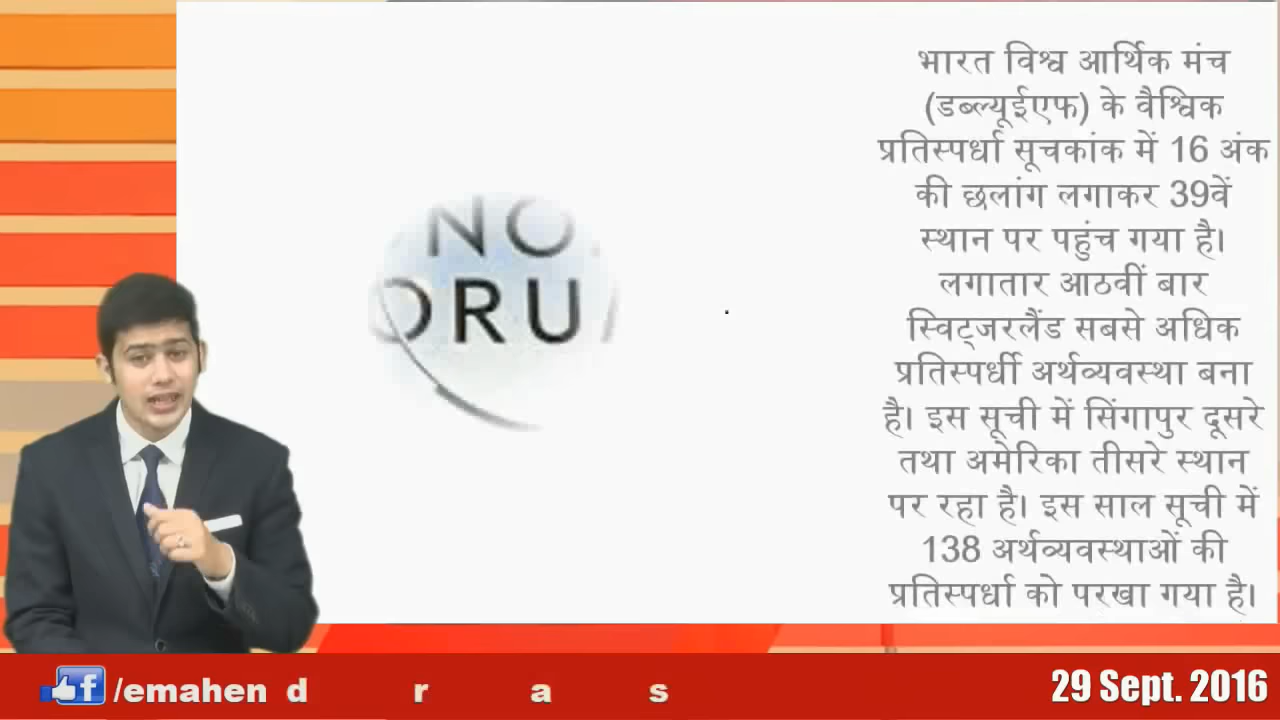 NO
ORU
भारत विश्व आर्थिक मंच
(डब्ल्यूईएफ) के वैश्विक
प्रतिस्पर्धा सूचकांक में 16 अंक
की छलांग लगाकर 39वें
स्थान पर पहुंच गया है।
लगातार आठवीं बार
स्विट्जरलैंड सबसे अधिक
प्रतिस्पर्धी अर्थव्यवस्था बना
है। इस सूची में सिंगापुर दूसरे
तथा अमेरिका तीसरे स्थान
पर रहा है। इस साल सूची में
138 अर्थव्यवस्थाओं की
प्रतिस्पर्धा को परखा गया है।
f /emahendras
29 Sept. 2016